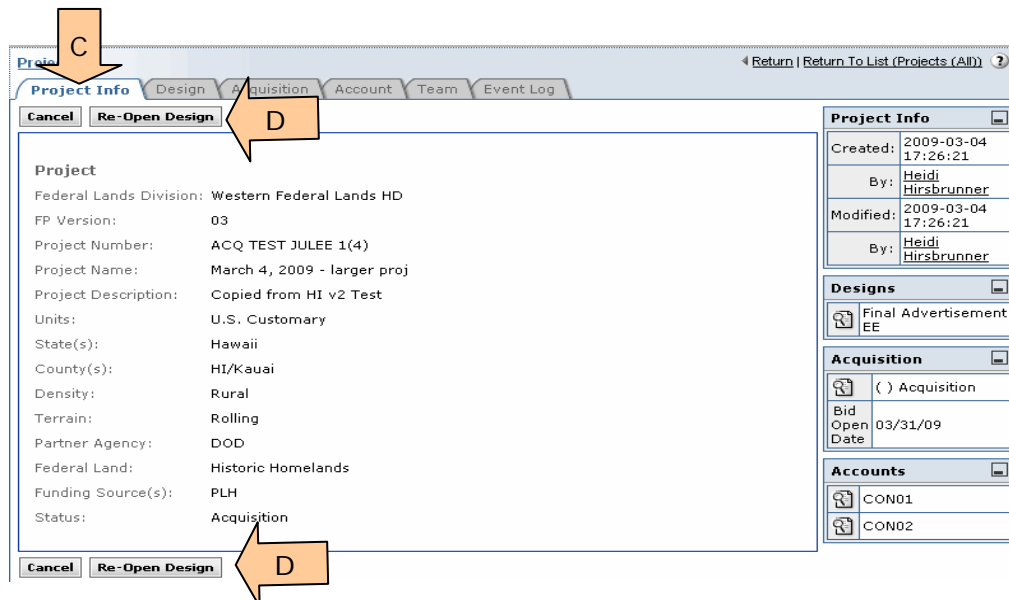 C
Project
Return | Return To List (Projects (All)) ?
Project Info Design Acquisition Account Team Event Log
Cancel Re-Open Design
D
Project
Federal Lands Division: Western Federal Lands HD
FP Version: 03
Project Number: ACQ TEST JULEE 1(4)
Project Name: March 4, 2009 - larger proj
Project Description: Copied from HI v2 Test
Units: U.S. Customary
State(s): Hawaii
County(s): HI/Kauai
Density: Rural
Terrain: Rolling
Partner Agency: DOD
Federal Land: Historic Homelands
Funding Source(s): PLH
Status: Acquisition
Cancel Re-Open Design
D
Project Info
Created: 2009-03-04
17:26:21
By: Heidi
Hirsbrunner
Modified: 2009-03-04
17:26:21
By: Heidi
Hirsbrunner
Designs
Final Advertisement
EE
Acquisition
( ) Acquisition
Bid
Open 03/31/09
Date
Accounts
CON01
CON02